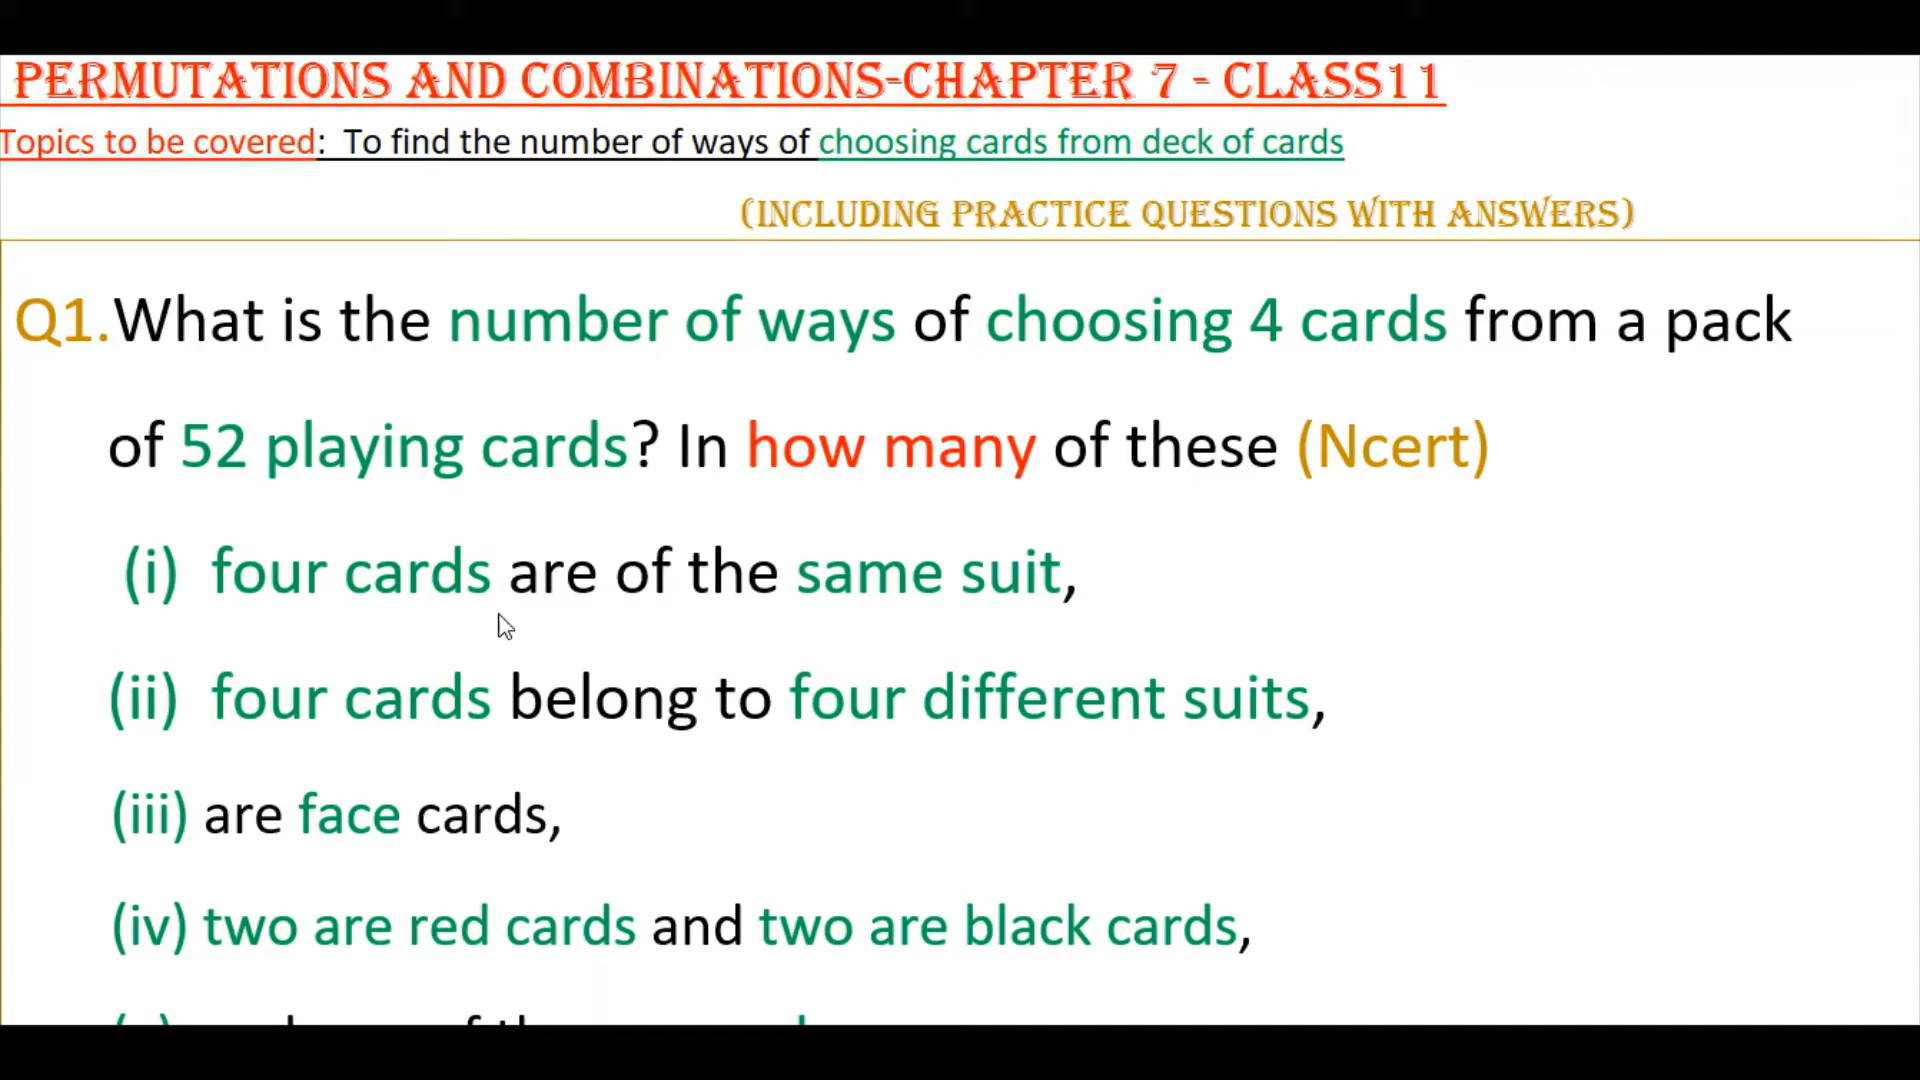 PERMUTATIONS AND COMBINATIONS-CHAPTER 7 - CLASS11
Topics to be covered: To find the number of ways of choosing cards from deck of cards
(INCLUDING PRACTICE QUESTIONS WITH ANSWERS)
Q1.What is the number of ways of choosing 4 cards from a pack
of 52 playing cards? In how many of these (Ncert)
(i) four cards are of the same suit,
(ii) four cards belong to four different suits,
(iii) are face cards,
(iv) two are red cards and two are black cards,